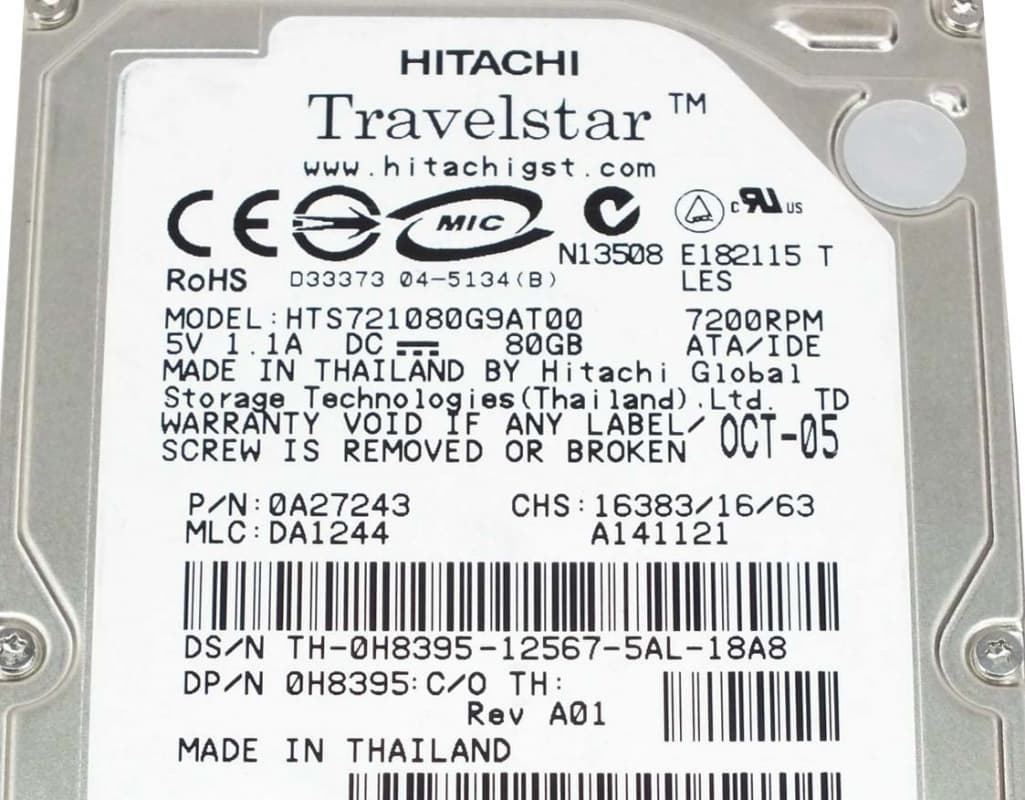 HITACHI
Travelstar ™
www.hitachigst.com
CE MIC c RU US
N13508 E182115 T
RoHS D33373 04-5134(B) LES
MODEL:HTS721080G9AT00 7200RPM
5V 1.1A DC 80GB ATA/IDE
MADE IN THAILAND BY Hitachi Global
Storage Technologies(Thailand).Ltd. TD
WARRANTY VOID IF ANY LABEL/ OCT-05
SCREW IS REMOVED OR BROKEN
P/N:0A27243 CHS:16383/16/63
MLC:DA1244 A141121
DS/N TH-0H8395-12567-5AL-18A8
DP/N 0H8395:C/O TH:
Rev A01
MADE IN THAILAND